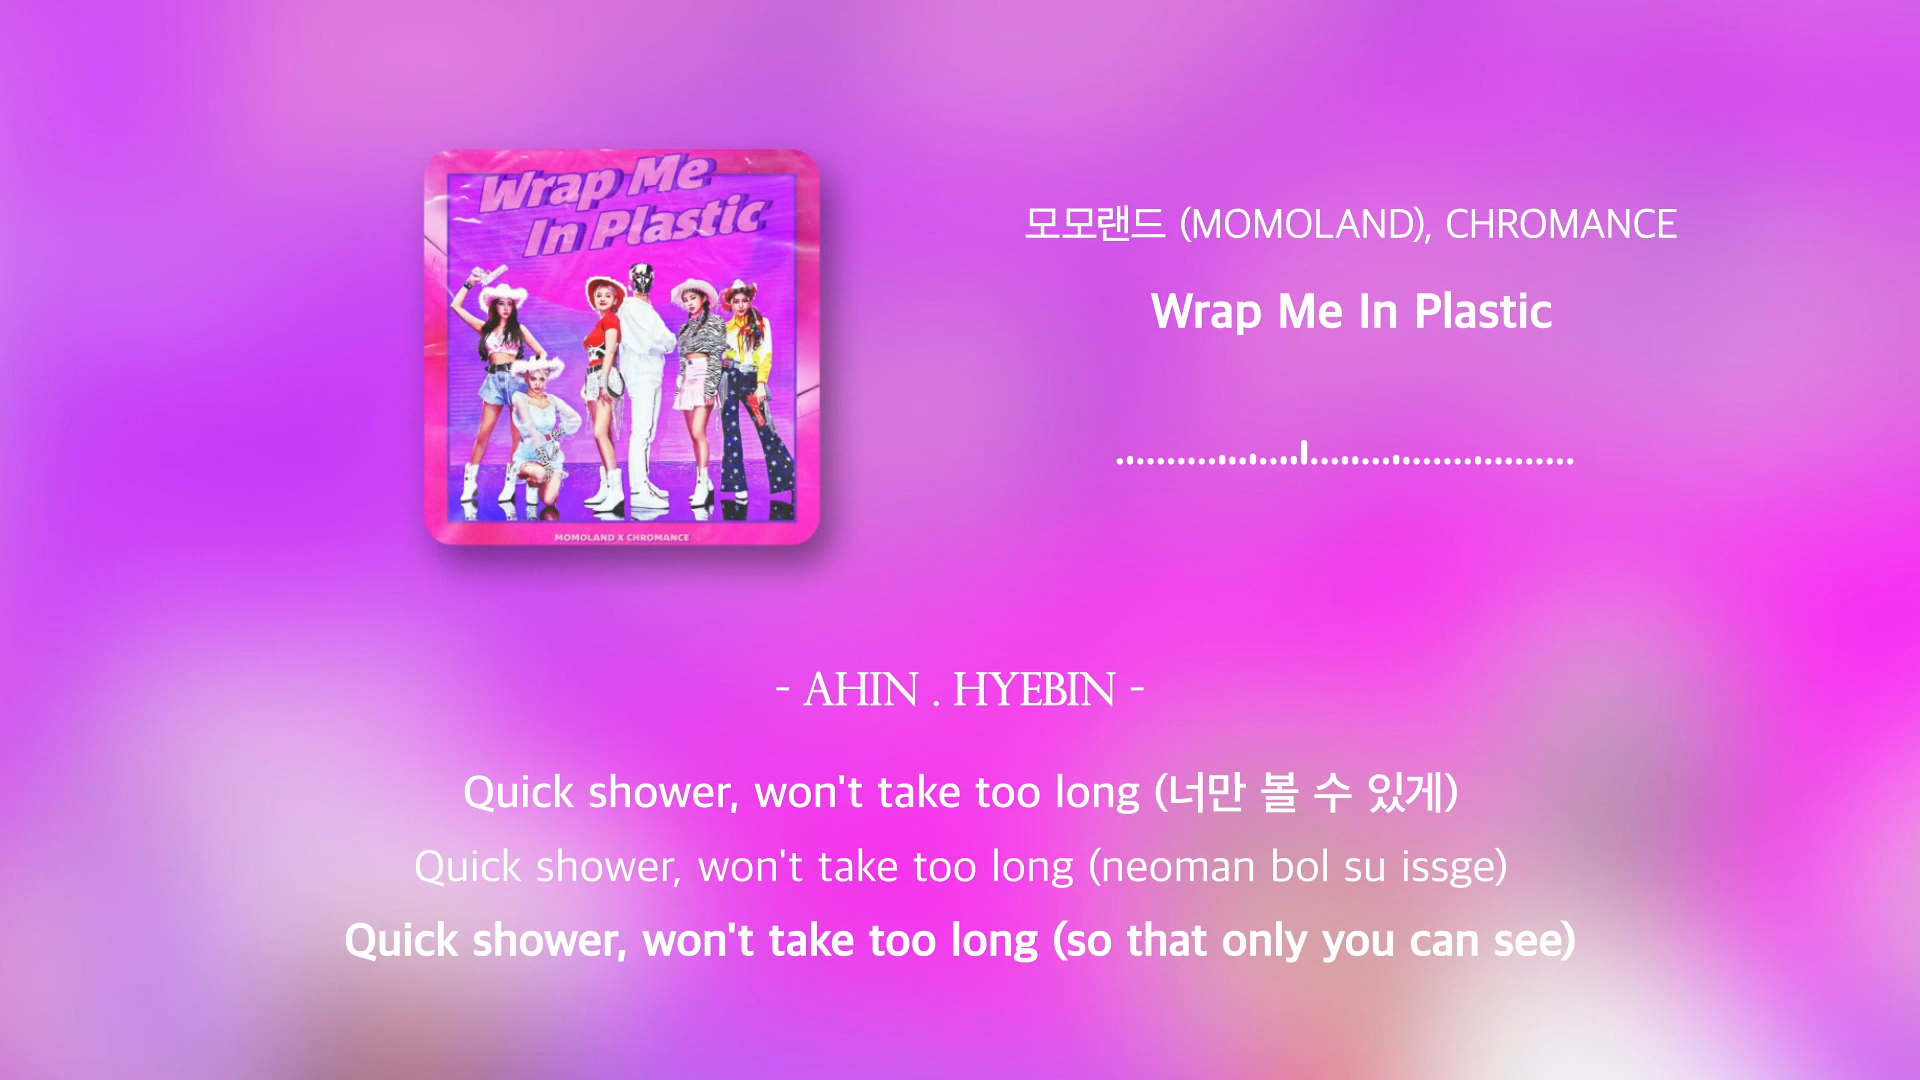 Wrap Me
In Plastic
MOMOLAND X CHROMANCE
모모랜드 (MOMOLAND), CHROMANCE
Wrap Me In Plastic
- AHIN . HYEBIN -
Quick shower, won't take too long (너만 볼 수 있게)
Quick shower, won't take too long (neoman bol su issge)
Quick shower, won't take too long (so that only you can see)